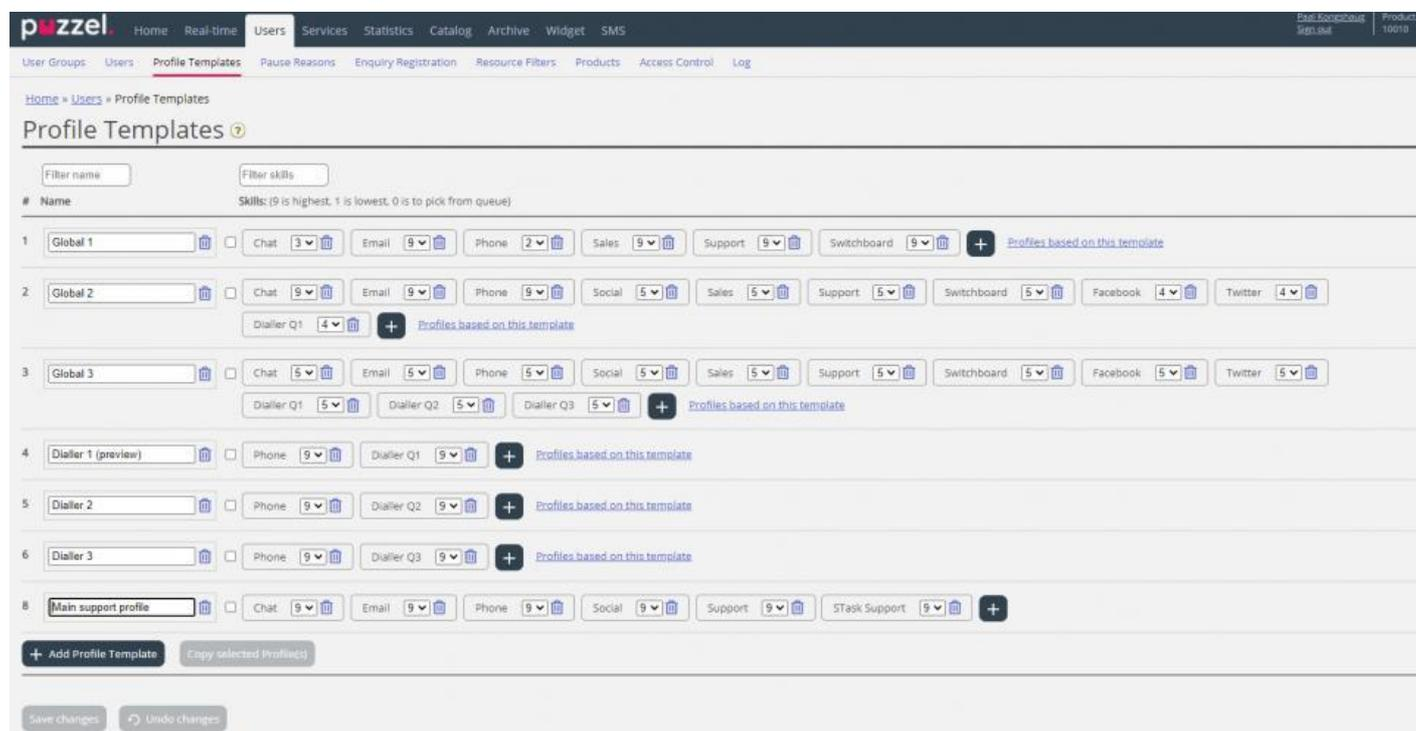 puzzel. Home Real-time Users Services Statistics Catalog Archive Widget SMS
Paal Kongshaug Product
Sign out 10010
User Groups Users Profile Templates Pause Reasons Enquiry Registration Resource Filters Products Access Control Log
Home » Users » Profile Templates
Profile Templates ?
Filter name Filter skills
# Name Skills: (9 is highest, 1 is lowest, 0 is to pick from queue)
1 Global 1 Chat 3 Email 9 Phone 2 Sales 9 Support 9 Switchboard 9 + Profiles based on this template
2 Global 2 Chat 9 Email 9 Phone 9 Social 5 Sales 5 Support 5 Switchboard 5 Facebook 4 Twitter 4
Dialler Q1 4 + Profiles based on this template
3 Global 3 Chat 5 Email 5 Phone 5 Social 5 Sales 5 Support 5 Switchboard 5 Facebook 5 Twitter 5
Dialler Q1 5 Dialler Q2 5 Dialler Q3 5 + Profiles based on this template
4 Dialler 1 (preview) Phone 9 Dialler Q1 9 + Profiles based on this template
5 Dialler 2 Phone 9 Dialler Q2 9 + Profiles based on this template
6 Dialler 3 Phone 9 Dialler Q3 9 + Profiles based on this template
8 Main support profile Chat 9 Email 9 Phone 9 Social 9 Support 9 STask Support 9 +
+ Add Profile Template Copy selected Profile(s)
Save changes Undo changes